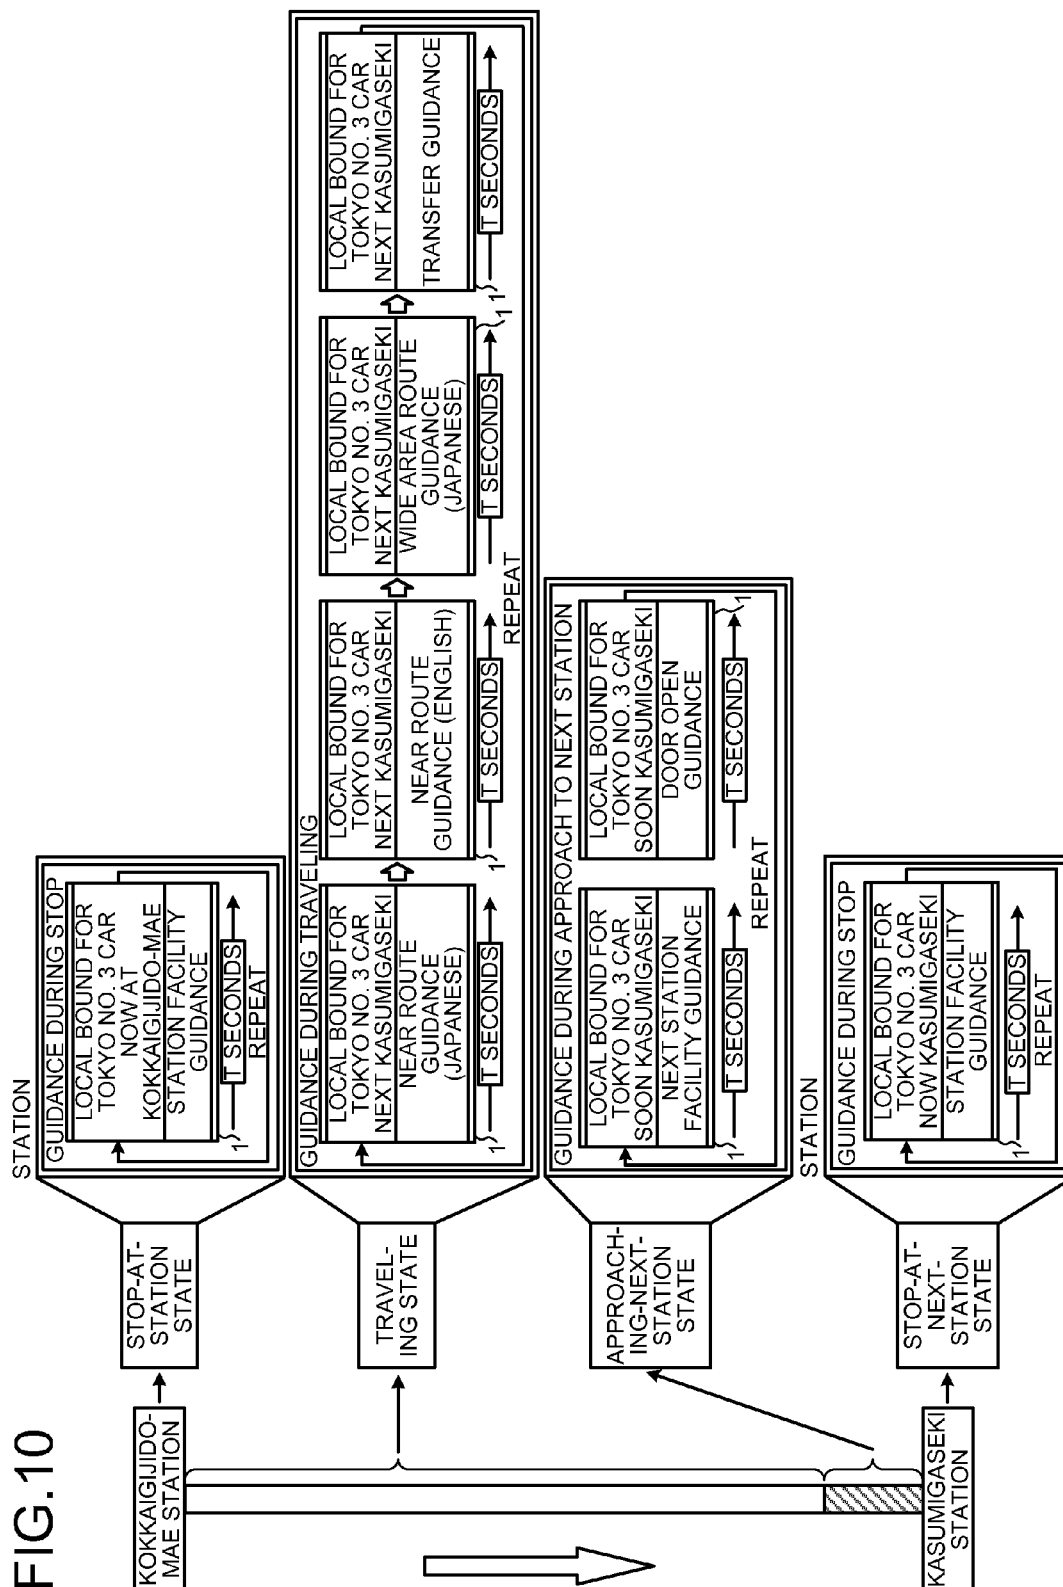 FIG.10
KOKKAIGIJIDO-
MAE STATION
STOP-AT-
STATION
STATE
STATION
GUIDANCE DURING STOP
LOCAL BOUND FOR
TOKYO NO. 3 CAR
NOW AT
KOKKAIGIJIDO-MAE
STATION FACILITY
GUIDANCE
1
T SECONDS
REPEAT
TRAVEL-
ING STATE
GUIDANCE DURING TRAVELING
LOCAL BOUND FOR
TOKYO NO. 3 CAR
NEXT KASUMIGASEKI
NEAR ROUTE
GUIDANCE
(JAPANESE)
1
T SECONDS
LOCAL BOUND FOR
TOKYO NO. 3 CAR
NEXT KASUMIGASEKI
NEAR ROUTE
GUIDANCE (ENGLISH)
1
T SECONDS
LOCAL BOUND FOR
TOKYO NO. 3 CAR
NEXT KASUMIGASEKI
WIDE AREA ROUTE
GUIDANCE
(JAPANESE)
1
T SECONDS
LOCAL BOUND FOR
TOKYO NO. 3 CAR
NEXT KASUMIGASEKI
TRANSFER GUIDANCE
1
T SECONDS
REPEAT
APPROACH-
ING-NEXT-
STATION
STATE
GUIDANCE DURING APPROACH TO NEXT STATION
LOCAL BOUND FOR
TOKYO NO. 3 CAR
SOON KASUMIGASEKI
NEXT STATION
FACILITY GUIDANCE
1
T SECONDS
LOCAL BOUND FOR
TOKYO NO. 3 CAR
SOON KASUMIGASEKI
DOOR OPEN
GUIDANCE
1
T SECONDS
REPEAT
KASUMIGASEKI
STATION
STOP-AT-
NEXT-
STATION
STATE
STATION
GUIDANCE DURING STOP
LOCAL BOUND FOR
TOKYO NO. 3 CAR
NOW KASUMIGASEKI
STATION FACILITY
GUIDANCE
1
T SECONDS
REPEAT